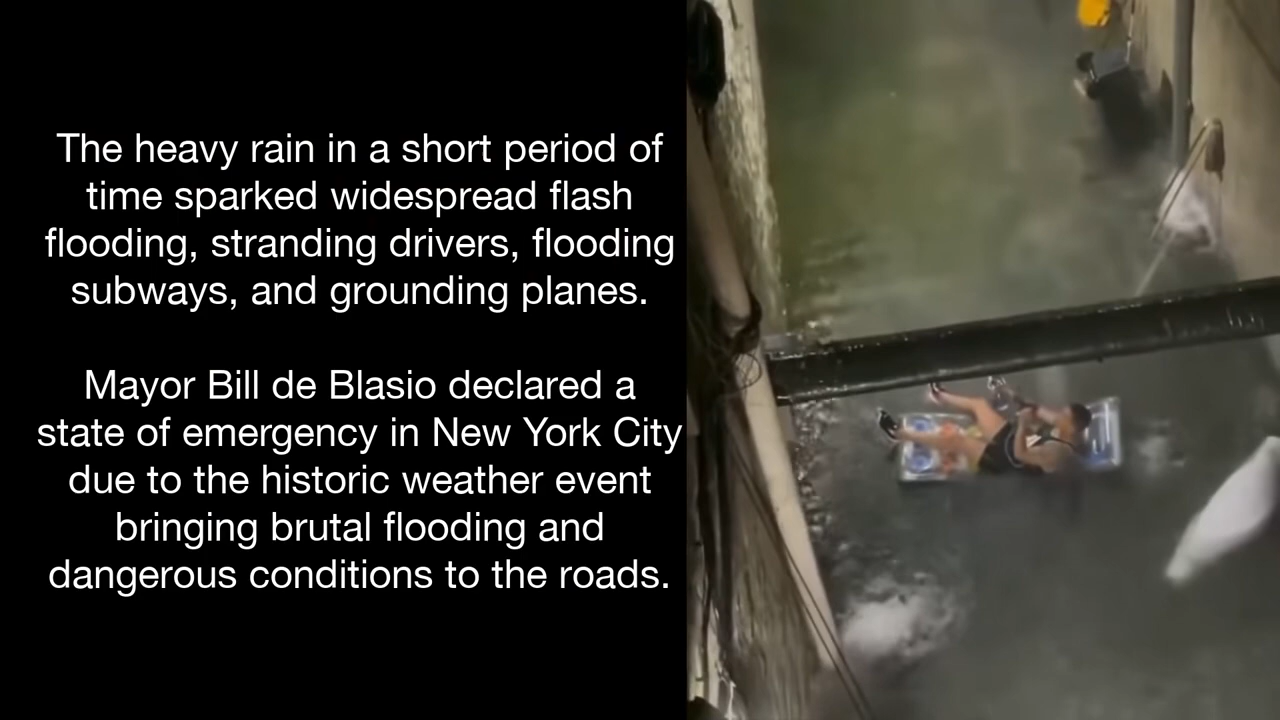 The heavy rain in a short period of
time sparked widespread flash
flooding, stranding drivers, flooding
subways, and grounding planes.
Mayor Bill de Blasio declared a
state of emergency in New York City
due to the historic weather event
bringing brutal flooding and
dangerous conditions to the roads.